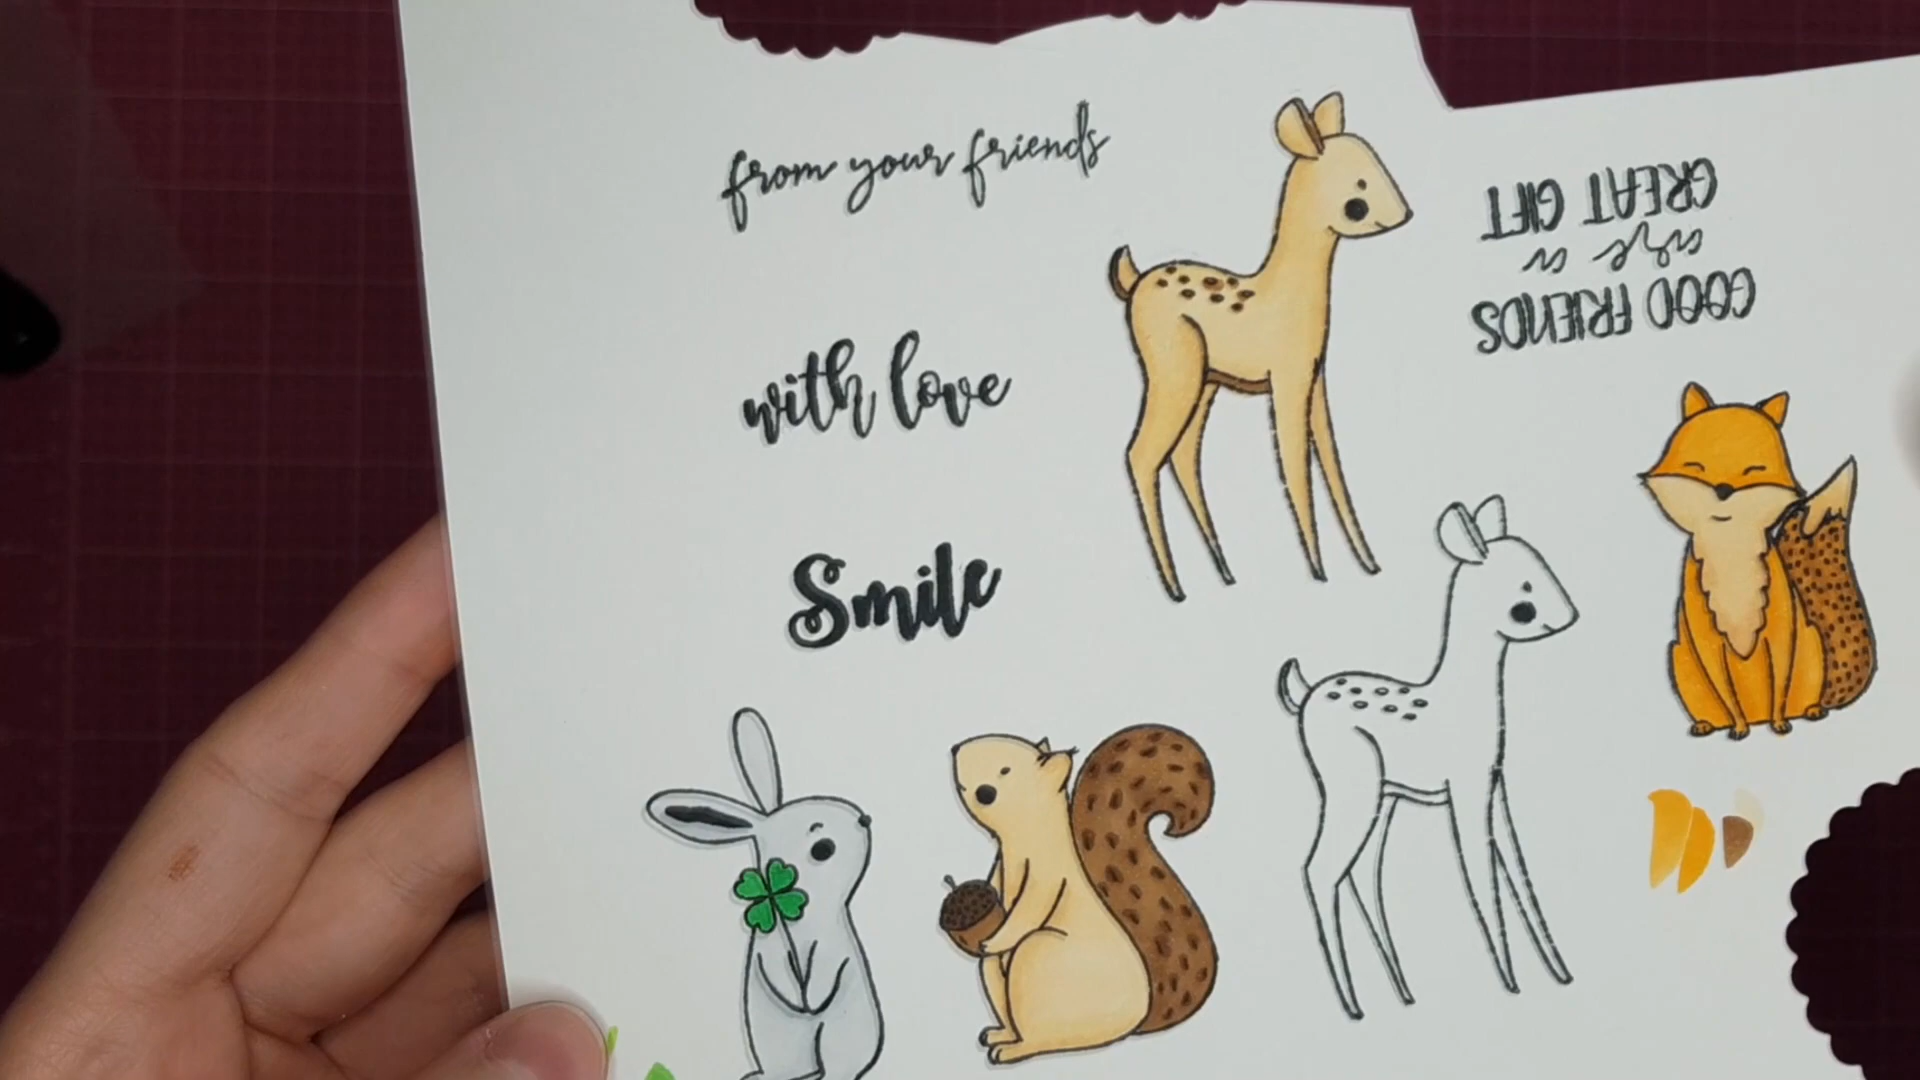 from your friends
with love
Smile
GOOD FRIENDS
are a
GREAT GIFT